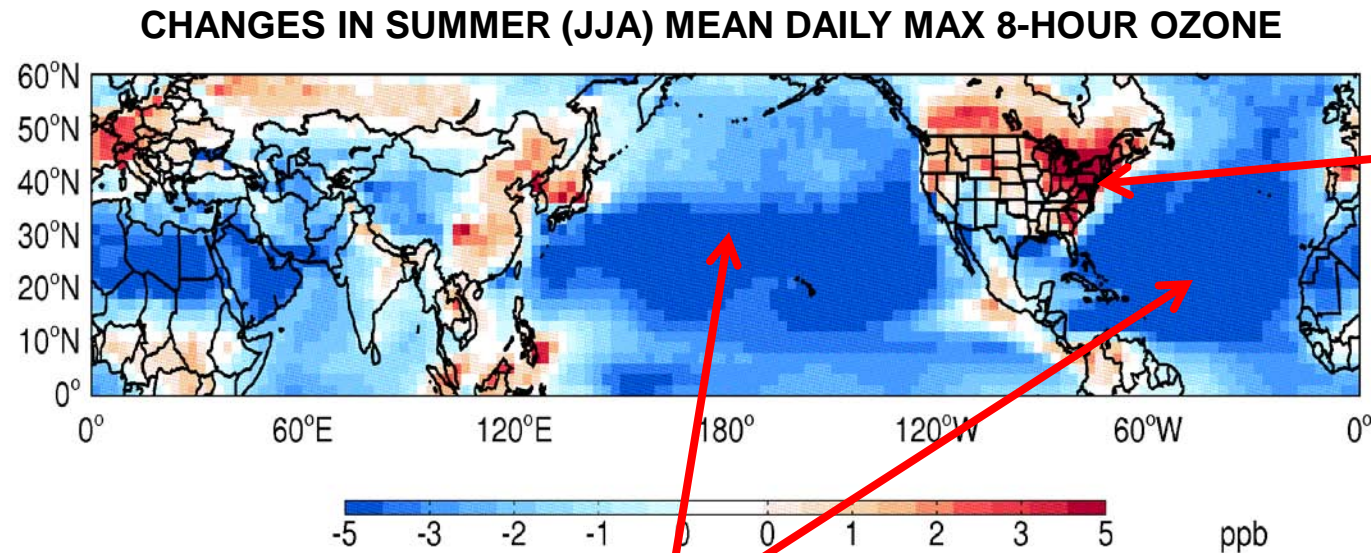 CHANGES IN SUMMER (JJA) MEAN DAILY MAX 8-HOUR OZONE
60°N
50°N
40°N
30°N
20°N
10°N
0°
0° 60°E 120°E 180° 120°W 60°W 0°
-5 -3 -2 -1 0 0 1 2 3 5 ppb